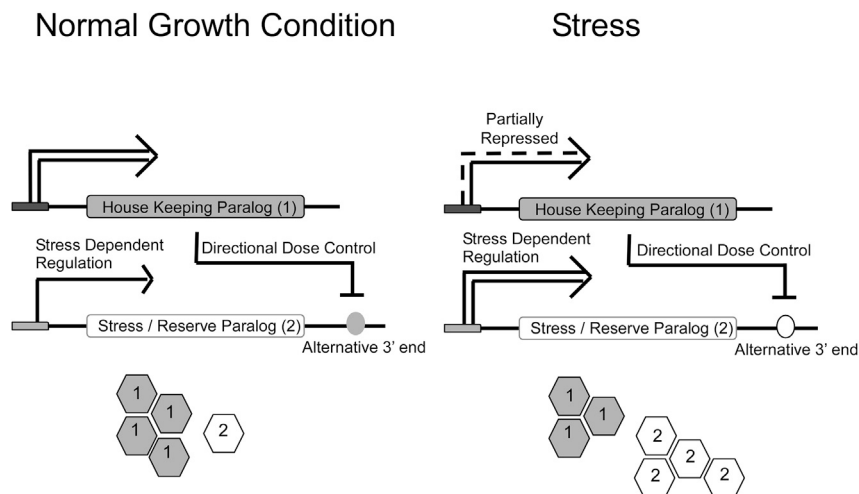 Normal Growth Condition
Stress
House Keeping Paralog (1)
Stress Dependent
Regulation
Directional Dose Control
Stress / Reserve Paralog (2)
Alternative 3' end
1
1
1
1
2
Partially
Repressed
House Keeping Paralog (1)
Stress Dependent
Regulation
Directional Dose Control
Stress / Reserve Paralog (2)
Alternative 3' end
1
1
1
2
2
2
2